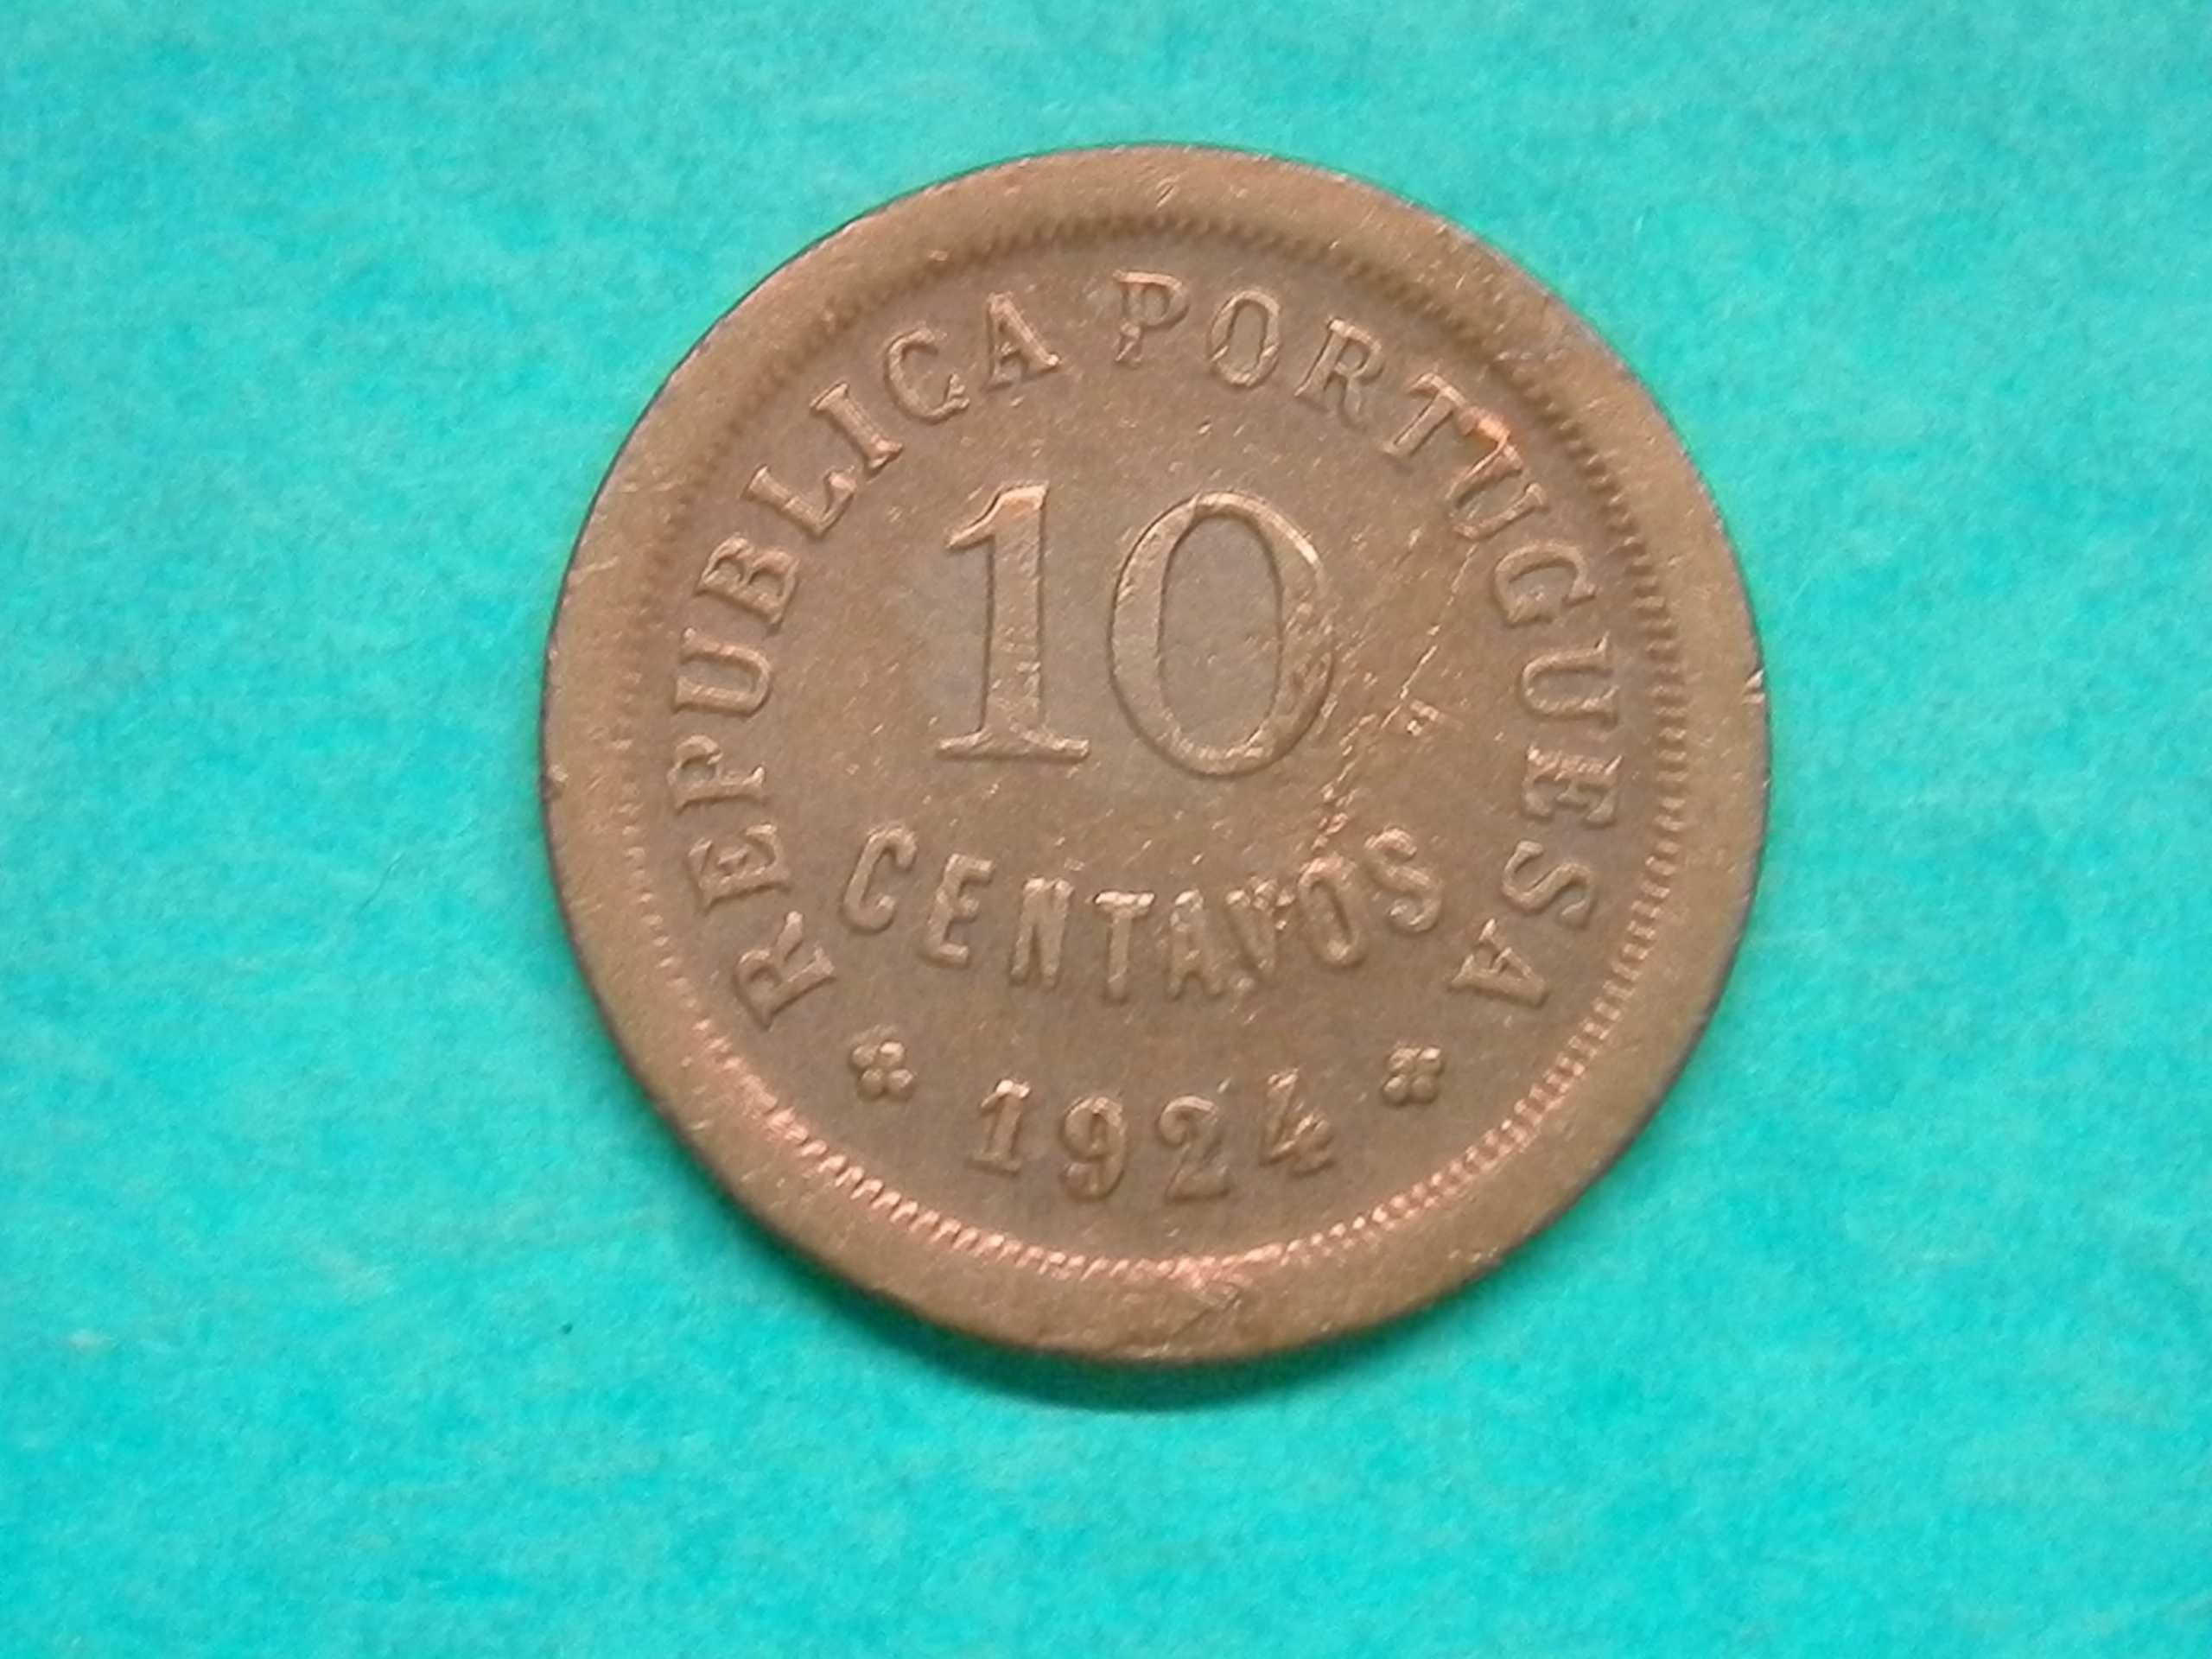 REPUBLICA PORTUGUESA
10
CENTAVOS
1924